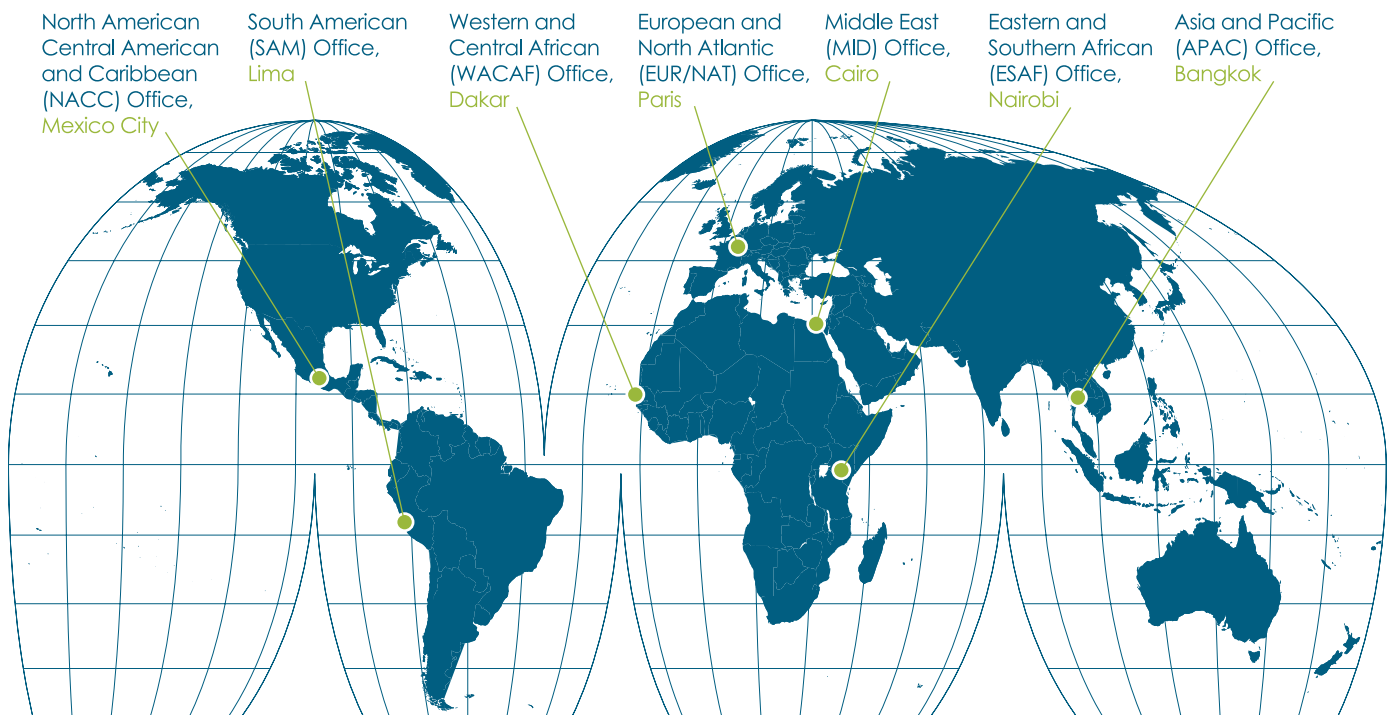 North American
Central American
and Caribbean
(NACC) Office,
Mexico City
South American
(SAM) Office,
Lima
Western and
Central African
(WACAF) Office,
Dakar
European and
North Atlantic
(EUR/NAT) Office,
Paris
Middle East
(MID) Office,
Cairo
Eastern and
Southern African
(ESAF) Office,
Nairobi
Asia and Pacific
(APAC) Office,
Bangkok